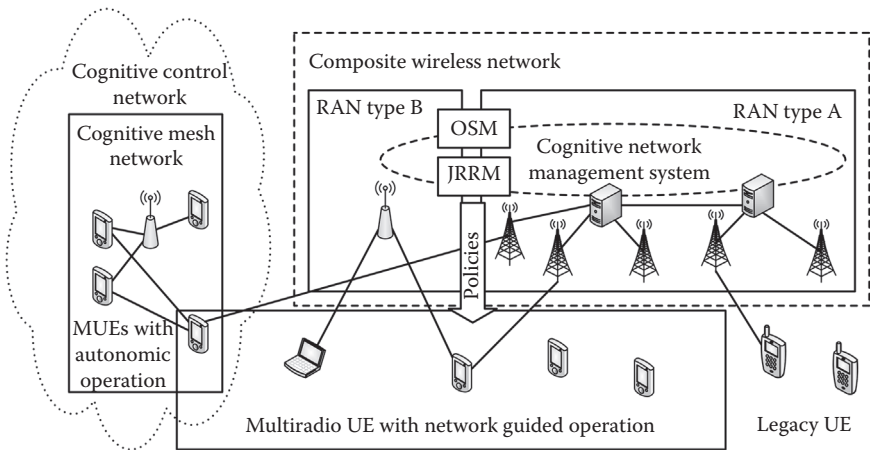 Cognitive control
network
Cognitive mesh
network
MUEs with
autonomic
operation
Composite wireless network
RAN type B
RAN type A
OSM
JRRM
Cognitive network
management system
Policies
Multiradio UE with network guided operation
Legacy UE